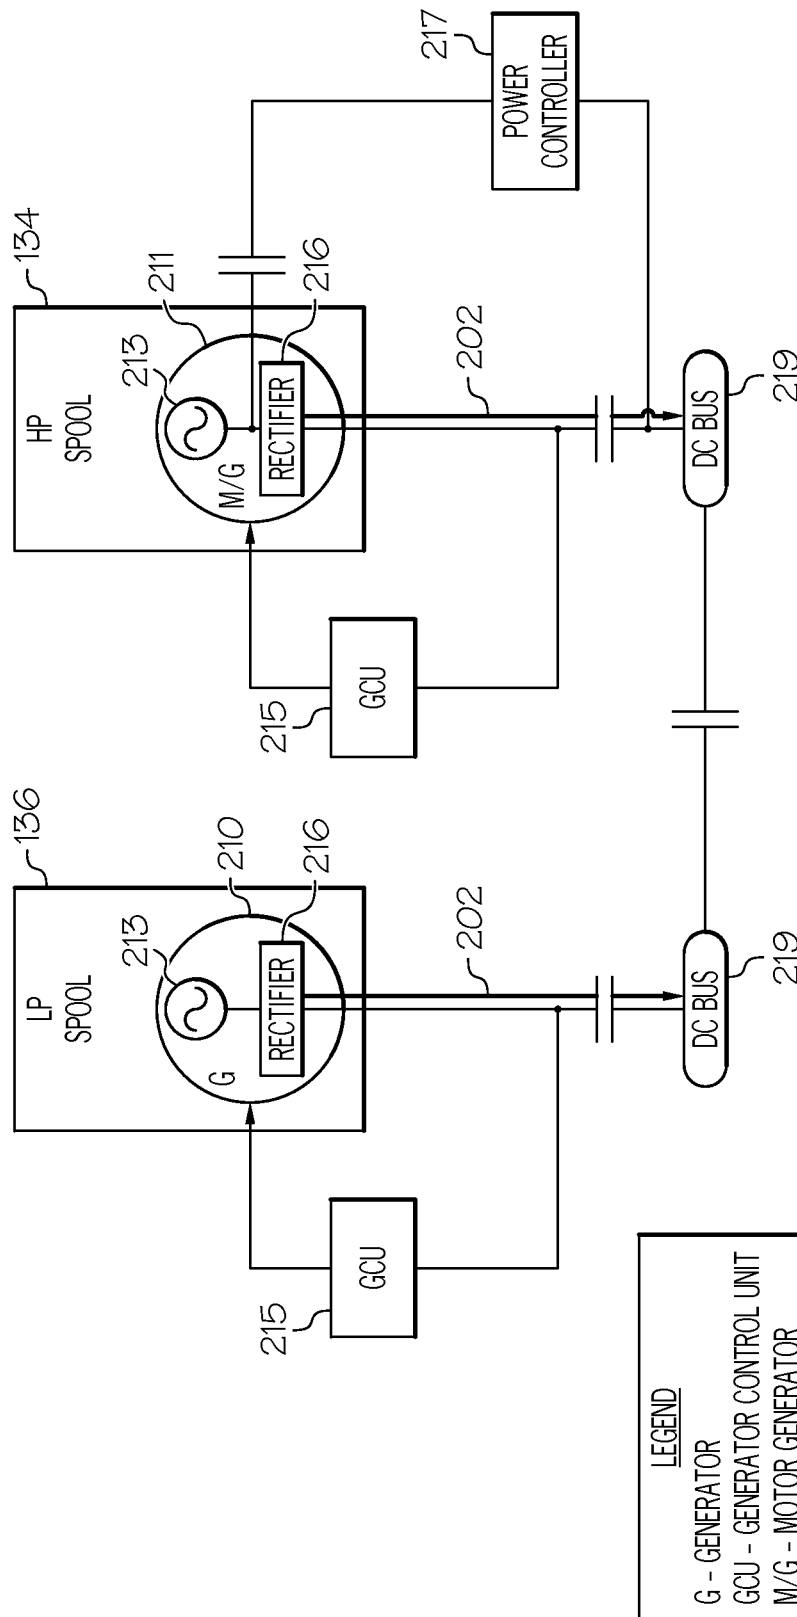 136
LP
SPOOL
213
210
G
216
RECTIFIER
215
GCU
202
DC BUS
219
134
HP
SPOOL
213
211
M/G
216
RECTIFIER
215
GCU
202
217
POWER
CONTROLLER
DC BUS
219
LEGEND
G - GENERATOR
GCU - GENERATOR CONTROL UNIT
M/G - MOTOR GENERATOR